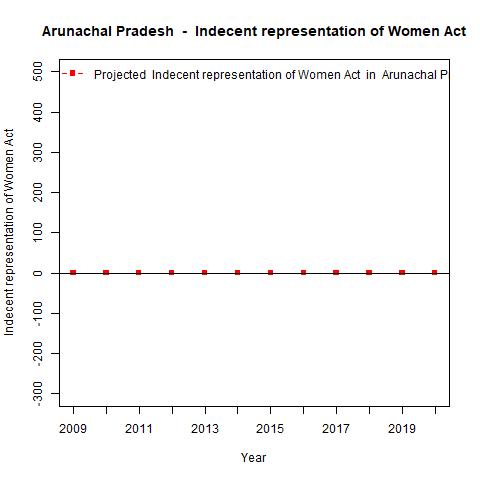 Arunachal Pradesh - Indecent representation of Women Act
Projected Indecent representation of Women Act in Arunachal P
Indecent representation of Women Act
500
400
300
200
100
0
-100
-200
-300
2009 2011 2013 2015 2017 2019
Year